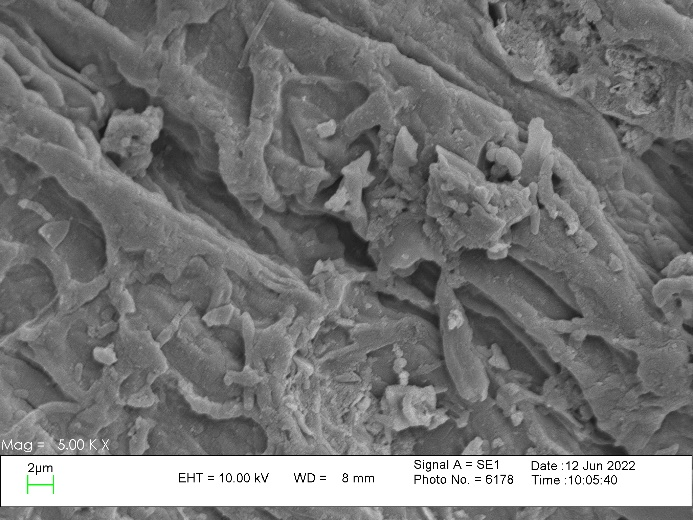 Mag = 5.00 K X
2μm
EHT = 10.00 kV WD = 8 mm
Signal A = SE1
Photo No. = 6178
Date :12 Jun 2022
Time :10:05:40